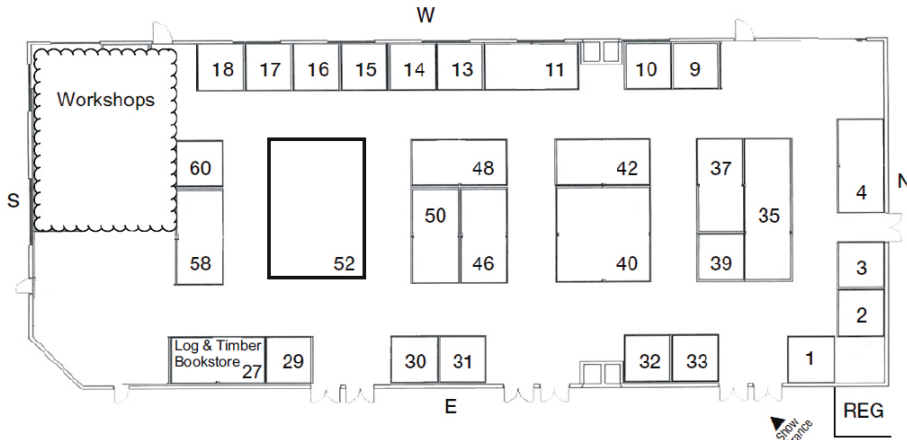 W
18 17 16 15 14 13 11 10 9
Workshops
60 48 42 37 4
S N
50 35
58 52 46 40 39 3
2
Log & Timber
Bookstore 27 29 30 31 32 33 1
E
REG
Show